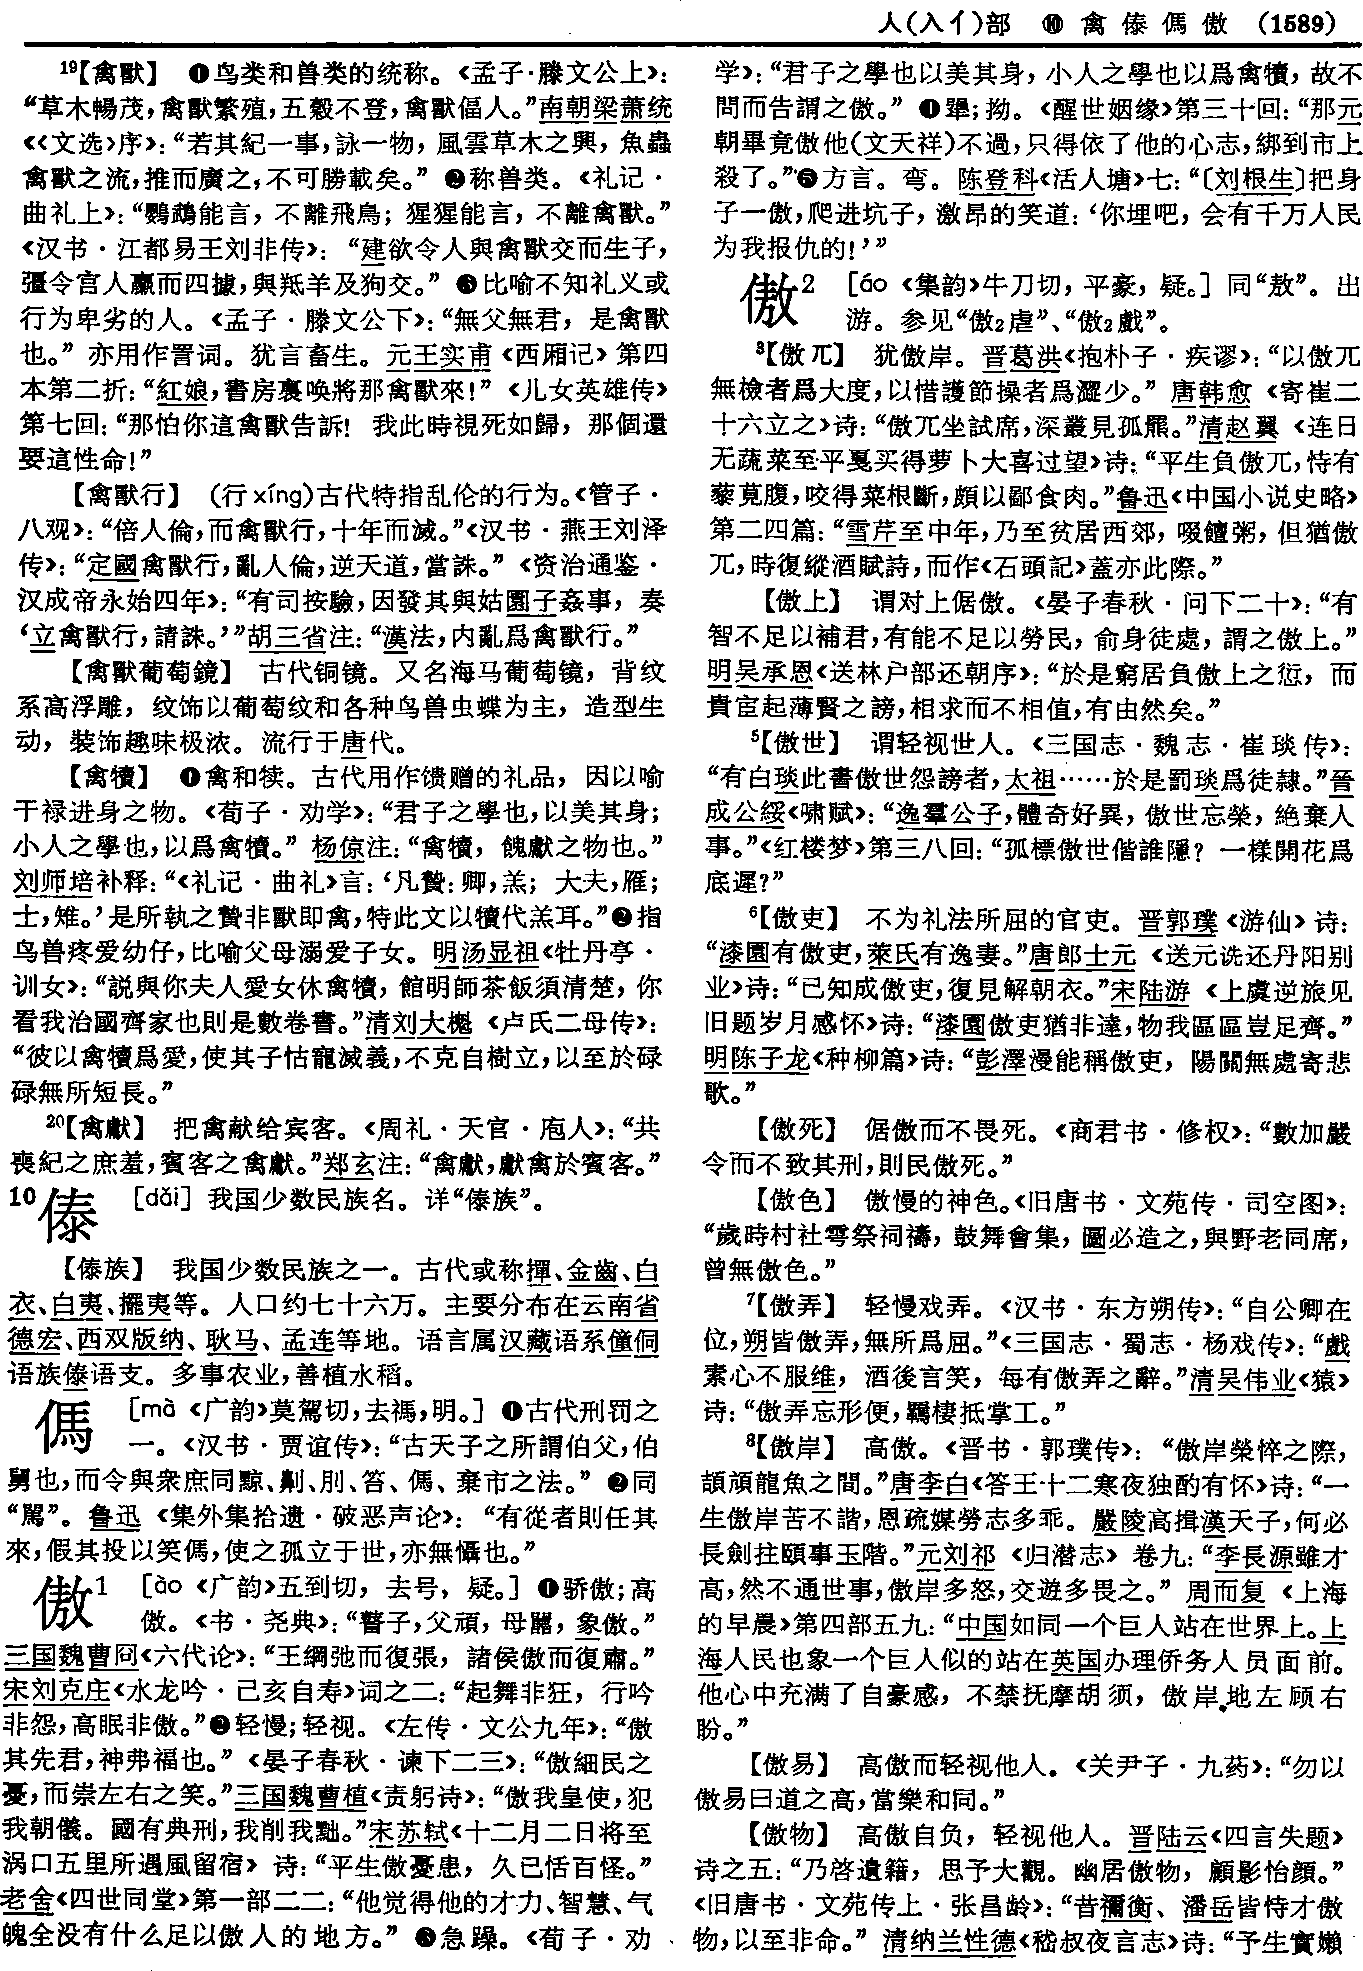 人(入亻)部　⑩ 禽 傣 傌 傲　(1589)
¹⁹【禽獸】　❶鸟类和兽类的统称。《孟子·滕文公上》：
“草木暢茂，禽獸繁殖，五穀不登，禽獸偪人。”南朝梁萧统
《〈文选〉序》：“若其紀一事，詠一物，風雲草木之興，魚蟲
禽獸之流，推而廣之，不可勝載矣。”❷称兽类。《礼记·
曲礼上》：“鸚鵡能言，不離飛鳥；猩猩能言，不離禽獸。”
《汉书·江都易王刘非传》：“建欲令人與禽獸交而生子，
彊令宫人臝而四據，與羝羊及狗交。”❸比喻不知礼义或
行为卑劣的人。《孟子·滕文公下》：“無父無君，是禽獸
也。”亦用作詈词。犹言畜生。元王实甫《西厢记》第四
本第二折：“紅娘，書房裏唤將那禽獸來！”《儿女英雄传》
第七回：“那怕你這禽獸告訴！我此時視死如歸，那個還
要這性命！”
【禽獸行】　(行xíng)古代特指乱伦的行为。《管子·
八观》：“倍人倫，而禽獸行，十年而滅。”《汉书·燕王刘泽
传》：“定國禽獸行，亂人倫，逆天道，當誅。”《资治通鉴·
汉成帝永始四年》：“有司按驗，因發其與姑園子姦事，奏
‘立禽獸行，請誅。’”胡三省注：“漢法，内亂爲禽獸行。”
【禽獸葡萄鏡】　古代铜镜。又名海马葡萄镜，背纹
系高浮雕，纹饰以葡萄纹和各种鸟兽虫蝶为主，造型生
动，装饰趣味极浓。流行于唐代。
【禽犢】　❶禽和犊。古代用作馈赠的礼品，因以喻
干禄进身之物。《荀子·劝学》：“君子之學也，以美其身；
小人之學也，以爲禽犢。”杨倞注：“禽犢，餽獻之物也。”
刘师培补释：“《礼记·曲礼》言：‘凡贄：卿，羔；大夫，雁；
士，雉。’是所執之贄非獸即禽，特此文以犢代羔耳。”❷指
鸟兽疼爱幼仔，比喻父母溺爱子女。明汤显祖《牡丹亭·
训女》：“説與你夫人愛女休禽犢，館明師茶飯須清楚，你
看我治國齊家也則是數卷書。”清刘大櫆《卢氏二母传》：
“彼以禽犢爲愛，使其子怙寵滅義，不克自樹立，以至於碌
碌無所短長。”
²⁰【禽獻】　把禽献给宾客。《周礼·天官·庖人》：“共
喪紀之庶羞，賓客之禽獻。”郑玄注：“禽獻，獻禽於賓客。”
10傣　[dǎi]我国少数民族名。详“傣族”。
【傣族】　我国少数民族之一。古代或称撣、金齒、白
衣、白夷、擺夷等。人口约七十六万。主要分布在云南省
德宏、西双版纳、耿马、孟连等地。语言属汉藏语系僮侗
语族傣语支。多事农业，善植水稻。
傌　[mà 《广韵》莫駕切，去禡，明。]❶古代刑罚之
一。《汉书·贾谊传》：“古天子之所謂伯父，伯
舅也，而令與衆庶同黥、劓、刖、笞、傌、棄市之法。”❷同
“駡”。鲁迅《集外集拾遗·破恶声论》：“有從者則任其
來，假其投以笑傌，使之孤立于世，亦無懾也。”
傲1　[ào 《广韵》五到切，去号，疑。]❶骄傲；高
傲。《书·尧典》：“瞽子，父頑，母嚚，象傲。”
三国魏曹冏《六代论》：“王綱弛而復張，諸侯傲而復肅。”
宋刘克庄《水龙吟·己亥自寿》词之二：“起舞非狂，行吟
非怨，高眠非傲。”❷轻慢；轻视。《左传·文公九年》：“傲
其先君，神弗福也。”《晏子春秋·谏下二三》：“傲細民之
憂，而崇左右之笑。”三国魏曹植《责躬诗》：“傲我皇使，犯
我朝儀。國有典刑，我削我黜。”宋苏轼《十二月二日将至
涡口五里所遇風留宿》诗：“平生傲憂患，久已恬百怪。”
老舍《四世同堂》第一部二二：“他觉得他的才力、智慧、气
魄全没有什么足以傲人的地方。”❸急躁。《荀子·劝
学》：“君子之學也以美其身，小人之學也以爲禽犢，故不
問而告謂之傲。”❶犟；拗。《醒世姻缘》第三十回：“那元
朝畢竟傲他(文天祥)不過，只得依了他的心志，綁到市上
殺了。”❺方言。弯。陈登科《活人塘》七：“〔刘根生〕把身
子一傲，爬进坑子，激昂的笑道：‘你埋吧，会有千万人民
为我报仇的！’”
傲2　[áo 《集韵》牛刀切，平豪，疑。]同“敖”。出
游。参见“傲₂虐”、“傲₂戲”。
³【傲兀】　犹傲岸。晋葛洪《抱朴子·疾谬》：“以傲兀
無檢者爲大度，以惜護節操者爲澀少。”唐韩愈《寄崔二
十六立之》诗：“傲兀坐試席，深叢見孤羆。”清赵翼《连日
无蔬菜至平戛买得萝卜大喜过望》诗：“平生負傲兀，恃有
藜莧腹，咬得菜根斷，頗以鄙食肉。”鲁迅《中国小说史略》
第二四篇：“雪芹至中年，乃至贫居西郊，啜饘粥，但猶傲
兀，時復縱酒賦詩，而作《石頭記》蓋亦此際。”
【傲上】　谓对上倨傲。《晏子春秋·问下二十》：“有
智不足以補君，有能不足以勞民，俞身徒處，謂之傲上。”
明吴承恩《送林户部还朝序》：“於是窮居負傲上之愆，而
貴宦起薄賢之謗，相求而不相值，有由然矣。”
⁵【傲世】　谓轻视世人。《三国志·魏志·崔琰传》：
“有白琰此書傲世怨謗者，太祖……於是罰琰爲徒隸。”晉
成公綏《啸赋》：“逸羣公子，體奇好異，傲世忘榮，絶棄人
事。”《红楼梦》第三八回：“孤標傲世偕誰隱？一樣開花爲
底遲？”
⁶【傲吏】　不为礼法所屈的官吏。晋郭璞《游仙》诗：
“漆園有傲吏，萊氏有逸妻。”唐郎士元《送元诜还丹阳别
业》诗：“已知成傲吏，復見解朝衣。”宋陆游《上虞逆旅见
旧题岁月感怀》诗：“漆園傲吏猶非達，物我區區豈足齊。”
明陈子龙《种柳篇》诗：“彭澤漫能稱傲吏，陽關無處寄悲
歌。”
【傲死】　倨傲而不畏死。《商君书·修权》：“數加嚴
令而不致其刑，則民傲死。”
【傲色】　傲慢的神色。《旧唐书·文苑传·司空图》：
“歲時村社雩祭祠禱，鼓舞會集，圖必造之，與野老同席，
曾無傲色。”
⁷【傲弄】　轻慢戏弄。《汉书·东方朔传》：“自公卿在
位，朔皆傲弄，無所爲屈。”《三国志·蜀志·杨戏传》：“戲
素心不服维，酒後言笑，每有傲弄之辭。”清吴伟业《猿》
诗：“傲弄忘形便，羈棲抵掌工。”
⁸【傲岸】　高傲。《晋书·郭璞传》：“傲岸榮悴之際，
頡頏龍魚之間。”唐李白《答王十二寒夜独酌有怀》诗：“一
生傲岸苦不諧，恩疏媒勞志多乖。嚴陵高揖漢天子，何必
長劍拄頤事玉階。”元刘祁《归潜志》卷九：“李長源雖才
高，然不通世事，傲岸多怒，交遊多畏之。”周而复《上海
的早晨》第四部五九：“中国如同一个巨人站在世界上。上
海人民也象一个巨人似的站在英国办理侨务人员面前。
他心中充满了自豪感，不禁抚摩胡须，傲岸地左顾右
盼。”
【傲易】　高傲而轻视他人。《关尹子·九药》：“勿以
傲易曰道之高，當樂和同。”
【傲物】　高傲自负，轻视他人。晋陆云《四言失题》
诗之五：“乃啓遺籍，思予大觀。幽居傲物，顧影怡顔。”
《旧唐书·文苑传上·张昌龄》：“昔禰衡、潘岳皆恃才傲
物，以至非命。”清纳兰性德《嵇叔夜言志》诗：“予生實嬾